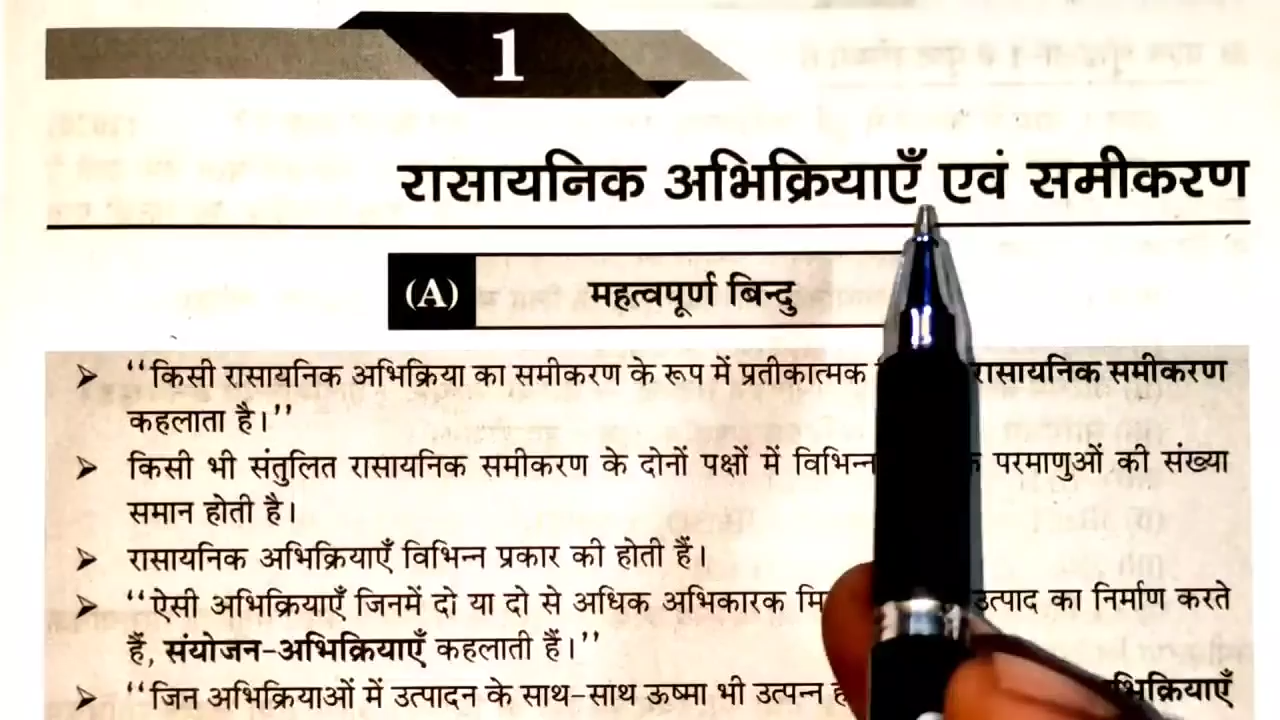 1
रासायनिक अभिक्रियाएँ एवं समीकरण
(A) महत्वपूर्ण बिन्दु
➢ ‘‘किसी रासायनिक अभिक्रिया का समीकरण के रूप में प्रतीकात्मक रासायनिक समीकरण
कहलाता है।’’
➢ किसी भी संतुलित रासायनिक समीकरण के दोनों पक्षों में विभिन्न परमाणुओं की संख्या
समान होती है।
➢ रासायनिक अभिक्रियाएँ विभिन्न प्रकार की होती हैं।
➢ ‘‘ऐसी अभिक्रियाएँ जिनमें दो या दो से अधिक अभिकारक उत्पाद का निर्माण करते
हैं, संयोजन-अभिक्रियाएँ कहलाती हैं।’’
➢ ‘‘जिन अभिक्रियाओं में उत्पादन के साथ-साथ ऊष्मा भी उत्पन्न